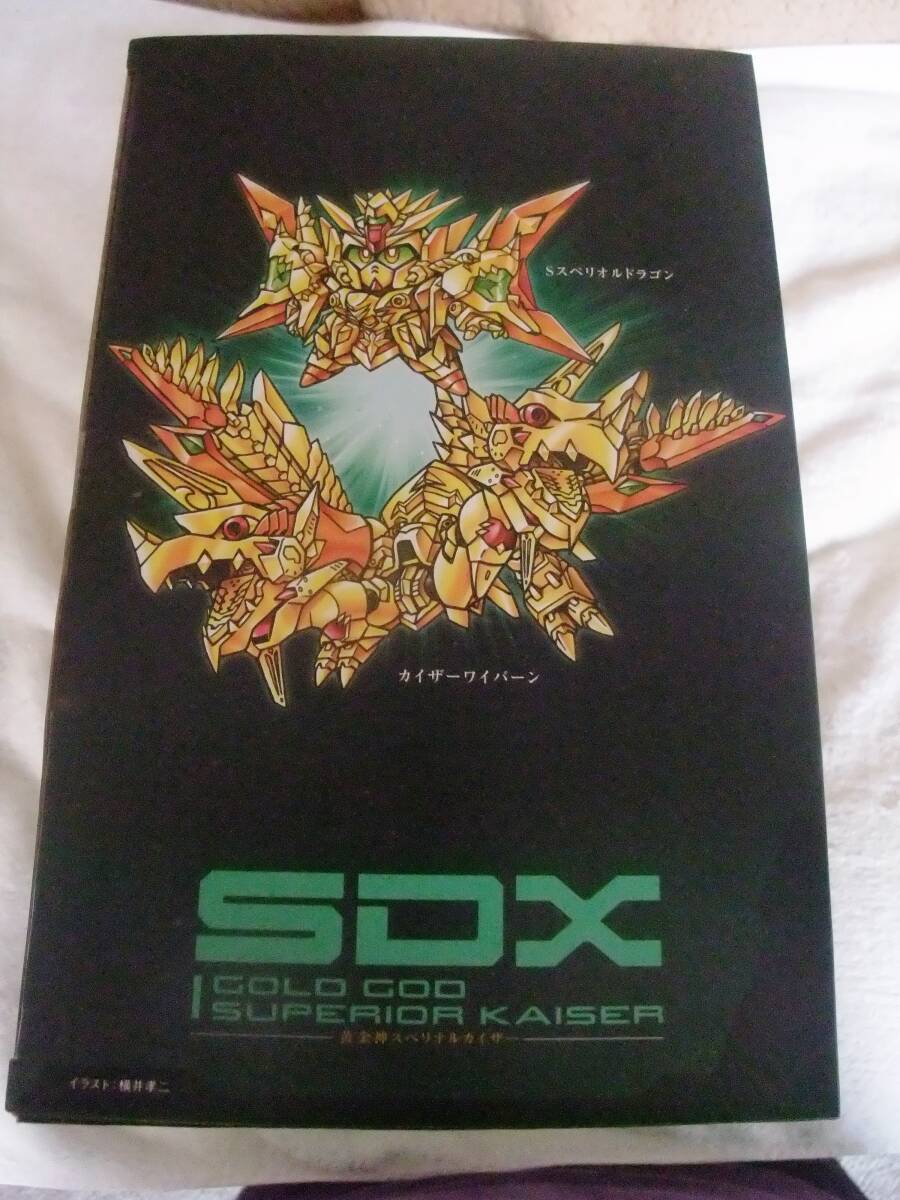 Sスペリオルドラゴン
カイザーワイバーン
SDX
GOLD GOD
SUPERIOR KAISER
黄金神スペリオルカイザー
イラスト:横井孝二